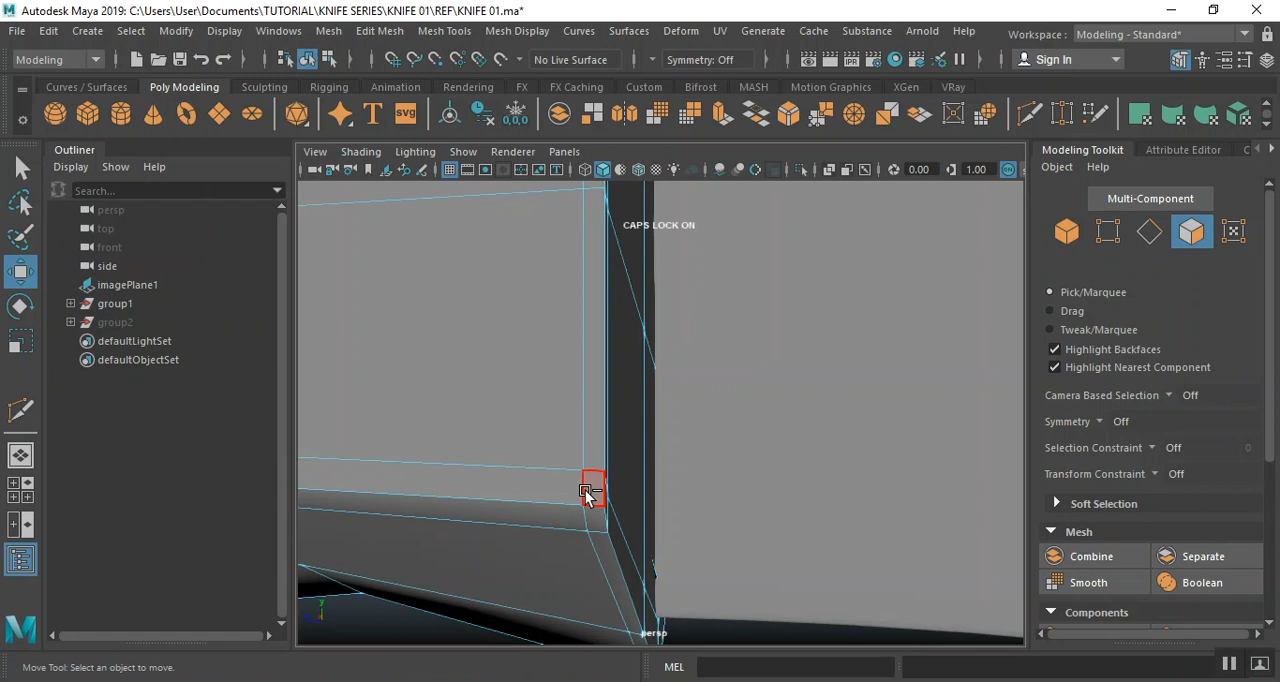 Autodesk Maya 2019: C:\Users\User\Documents\TUTORIAL\KNIFE SERIES\KNIFE 01\REF\KNIFE 01.ma*
File Edit Create Select Modify Display Windows Mesh Edit Mesh Mesh Tools Mesh Display Curves Surfaces Deform UV Generate Cache Substance Arnold Help Workspace : Modeling - Standard*
Modeling No Live Surface Symmetry: Off IPR Sign In
Curves / Surfaces Poly Modeling Sculpting Rigging Animation Rendering FX FX Caching Custom Bifrost MASH Motion Graphics XGen VRay
T SVG 0,0,0
Outliner
Display Show Help
Search...
persp
top
front
side
imagePlane1
group1
group2
defaultLightSet
defaultObjectSet
View Shading Lighting Show Renderer Panels
0.00 1.00
CAPS LOCK ON
persp
Modeling Toolkit Attribute Editor C
Object Help
Multi-Component
Pick/Marquee
Drag
Tweak/Marquee
Highlight Backfaces
Highlight Nearest Component
Camera Based Selection Off
Symmetry Off
Selection Constraint Off 0
Transform Constraint Off
Soft Selection
Mesh
Combine Separate
Smooth Boolean
Components
Move Tool: Select an object to move. MEL